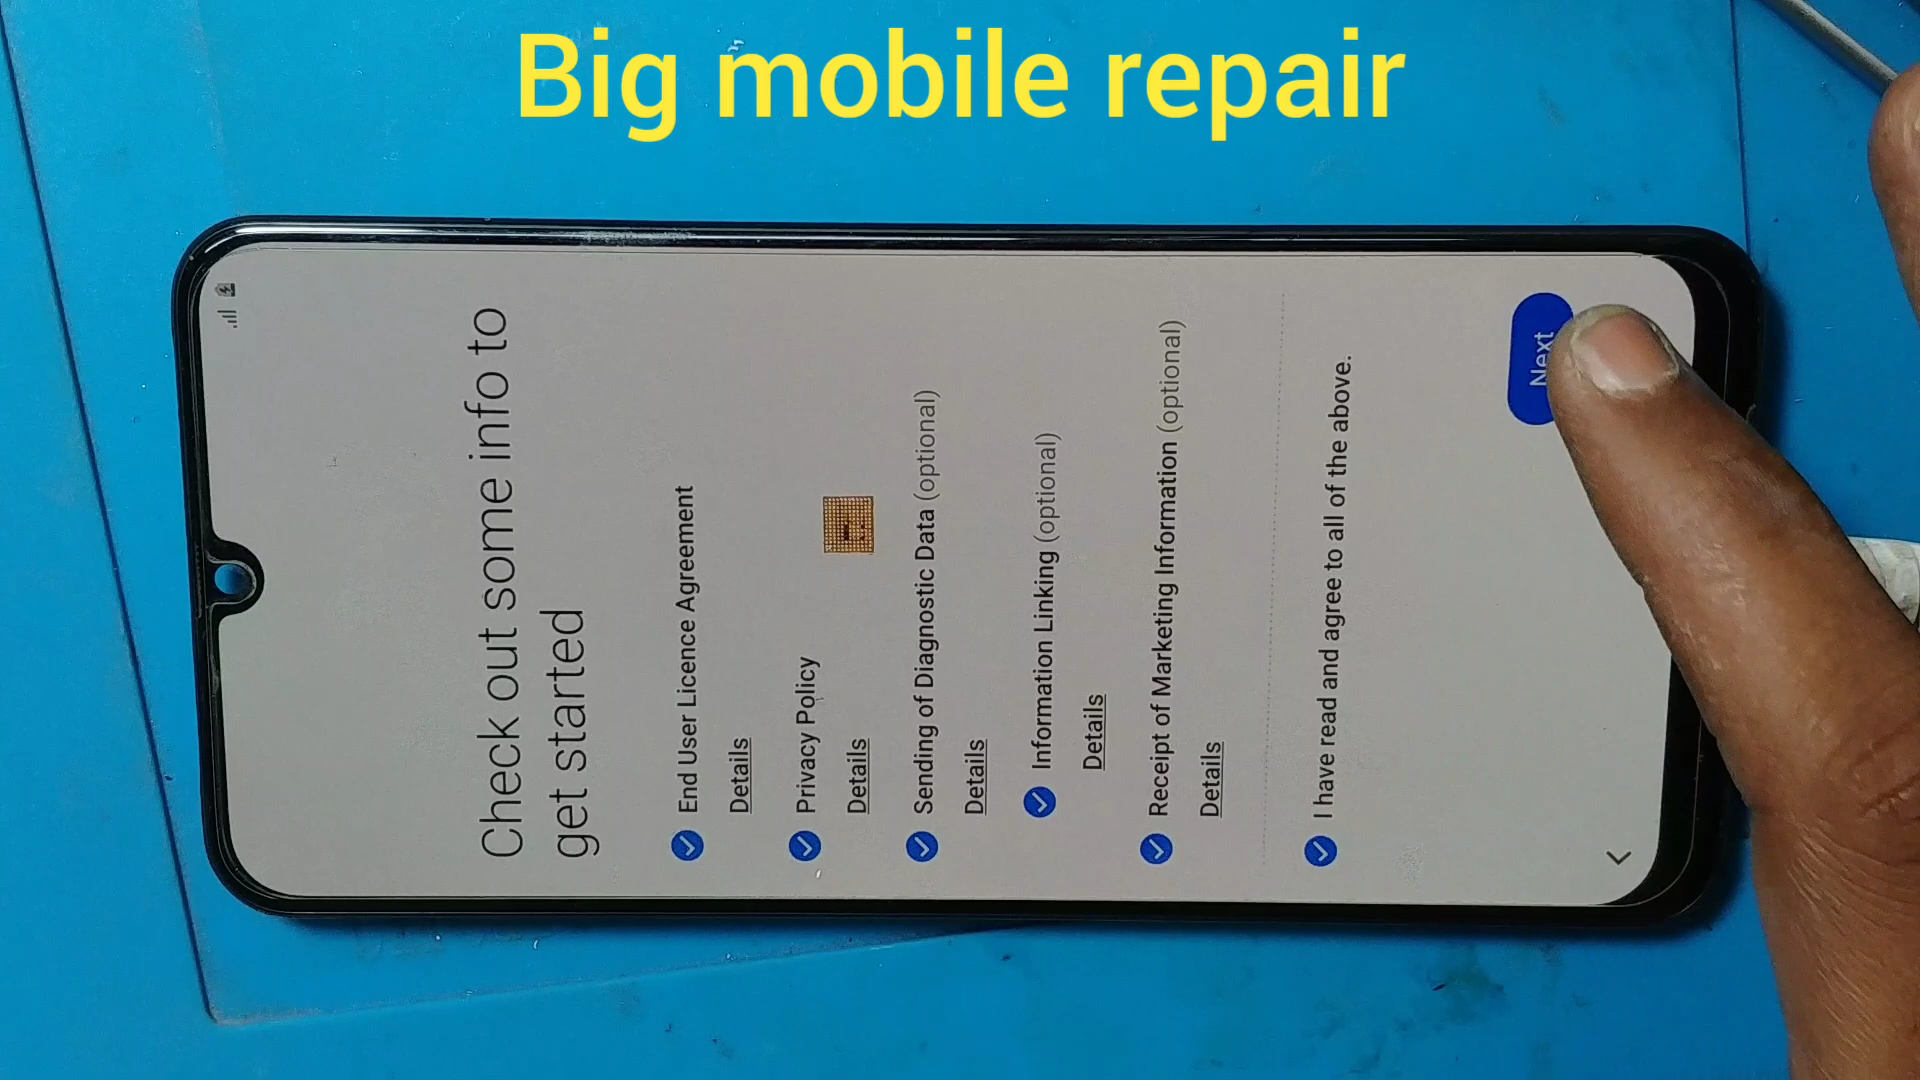 Big mobile repair
Check out some info to
get started
End User Licence Agreement
Details
Privacy Policy
Details
Sending of Diagnostic Data (optional)
Details
Information Linking (optional)
Details
Receipt of Marketing Information (optional)
Details
I have read and agree to all of the above.
Next